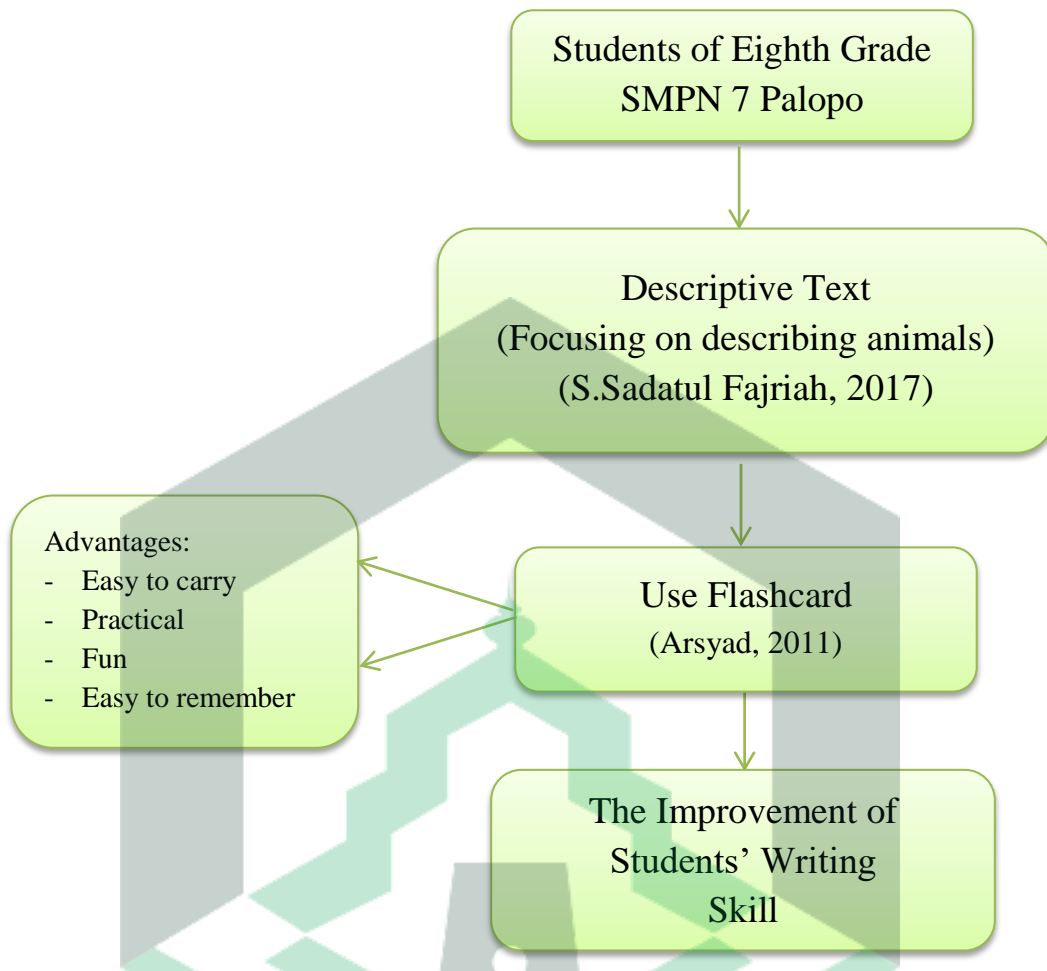 Students of Eighth Grade
SMPN 7 Palopo
Descriptive Text
(Focusing on describing animals)
(S.Sadatul Fajriah, 2017)
Advantages:
- Easy to carry
- Practical
- Fun
- Easy to remember
Use Flashcard
(Arsyad, 2011)
The Improvement of
Students’ Writing
Skill